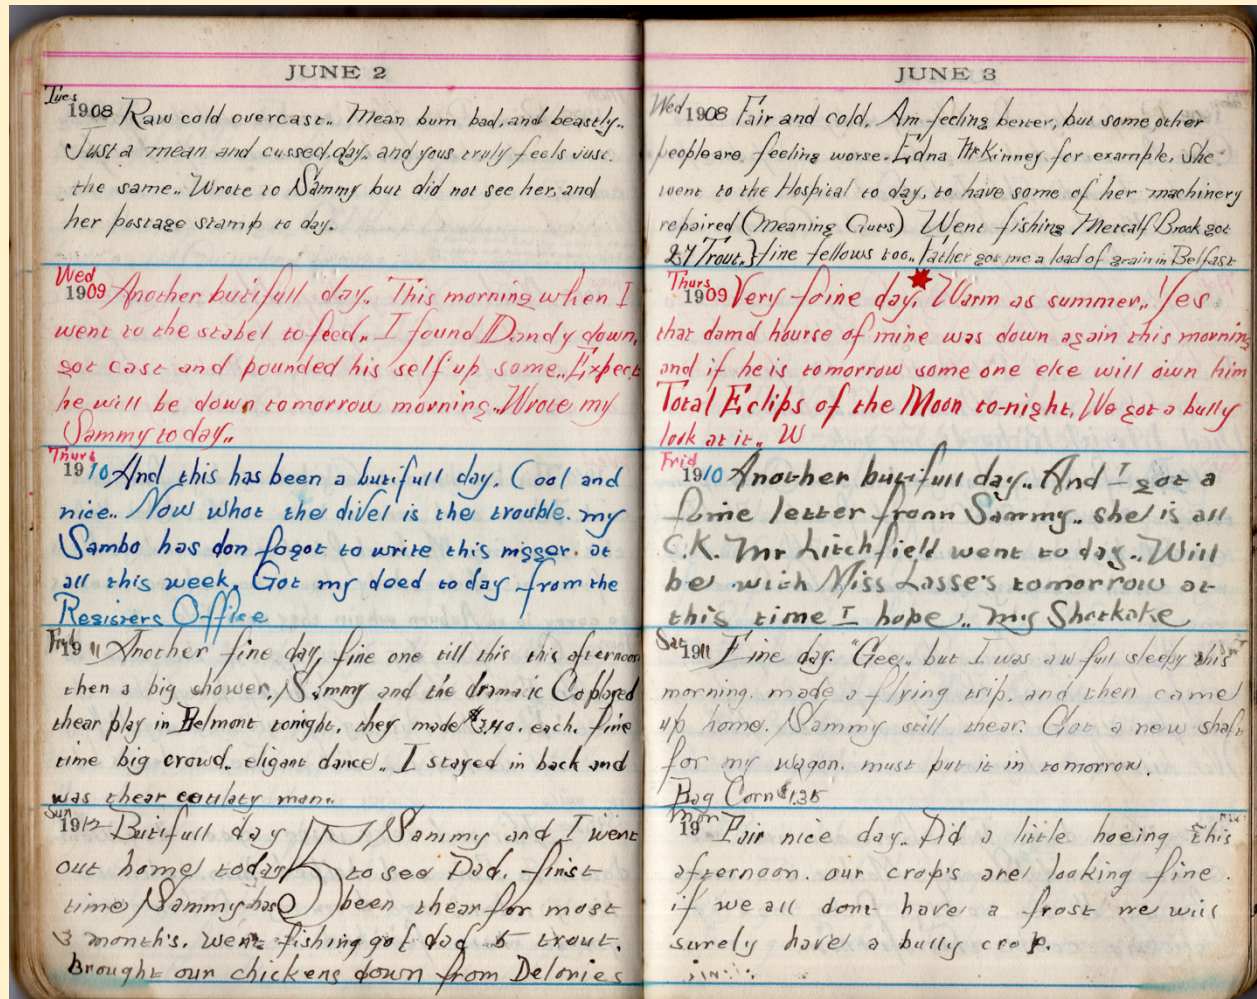 JUNE 2
Tues
1908 Raw cold overcast.. Mean bum bad, and beastly..
Just a mean and cussed, day. and yous truly feels just.
the same.. Wrote to Sammy but did not see her, and
her postage stamp to day.
Wed
1909 Another butifull day.. This morning when I
went to the stabel to feed.. I found Dandy down,
got cast and pounded his self up some.. Expect
he will be down tomorrow morning.. Wrote my
Sammy to day..
Thurs
1910 And this has been a butifull day. Cool and
nice.. Now whot the divel is the trouble. my
Sambo has don fogot to write this nigger. at
all this week. Got my doed to day from the
Registers Office
Frid
1911 Another fine day, fine one till this this afternoon
then a big shower. Sammy and the dramatic Co played
thear play in Belmont tonight. they made $3.40. each. fine
time big crowd.. eligant dance.. I stayed in back and
was thear man..
Sun
1912 Butifull day Sammy and I went
out home today to see Dad. finst
time Sammy has been thear for most
3 month's. Went fishing got dad 5 trout.
Brought our chickens down from Delonies
JUNE 3
Wed
1908 Fair and cold. Am feeling better, but some other
people are feeling worse. Edna McKinney for example. She
went to the Hospital to day, to have some of her machinery
repaired (Meaning Guts) Went fishing Metcalf Brook got
27 Trout.} fine fellows too.. Father got me a load of grain in Belfast
Thurs
1909 Very foine day. Warm as summer.. Yes
that damd hourse of mine was down again this morning
and if he is tomorrow some one else will own him
Total Eclips of the Moon to-night. We got a bully
look at it.. W
Frid
1910 Another butifull day.. And I got a
foine letter fronn Sammy.. she is all
C.K. Mr Litchfield went to day.. Will
be with Miss Lasse's tomorrow at
this time I hope.. my Shotkake
Sat
1911 Fine day. "Gee,. but I was awfull sleepy this
morning. made a flying trip. and then came
up home. Sammy still thear. Got a new shaft
for my wagon. must put it in tomorrow.
Bag Corn $1.35
Mon
19 Fair nice day.. Did a little hoeing this
afternoon. our crop's are looking fine.
if we all dont have a frost we will
surely have a bully crop.